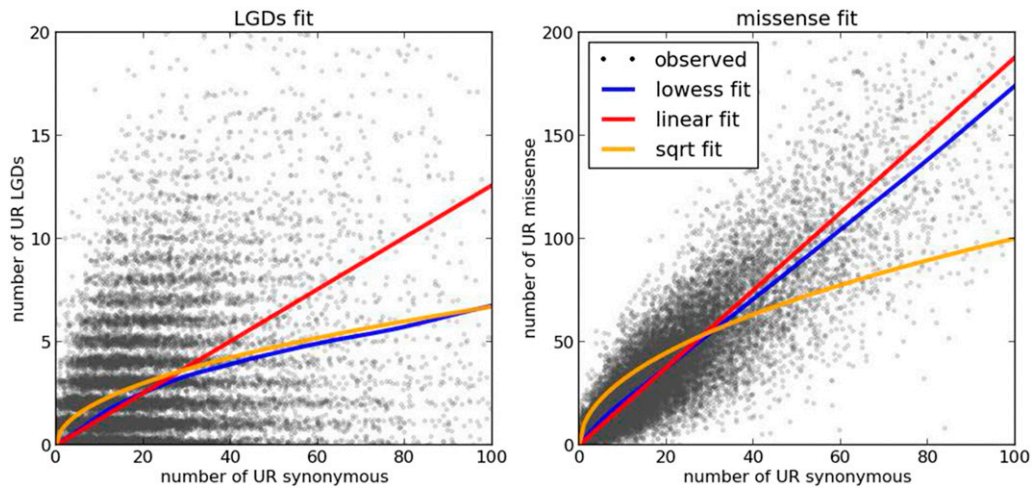 LGDs fit
20
15
10
5
0
number of UR LGDs
0 20 40 60 80 100
number of UR synonymous
missense fit
200
150
100
50
0
number of UR missense
observed
lowess fit
linear fit
sqrt fit
0 20 40 60 80 100
number of UR synonymous